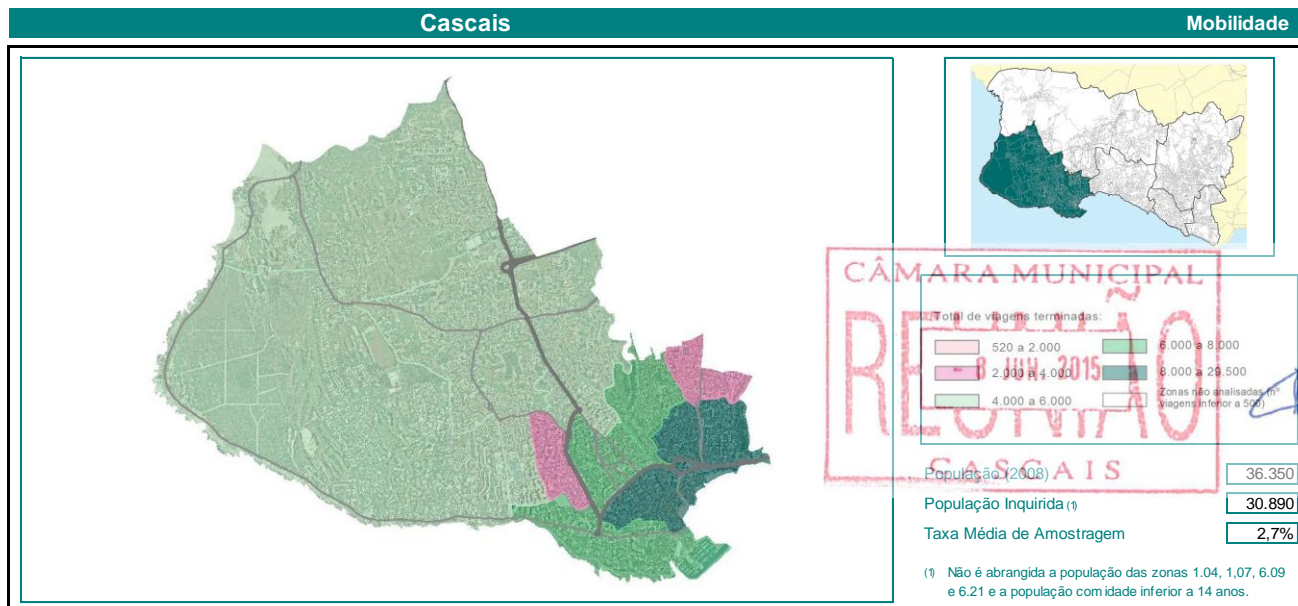 Cascais
Mobilidade
CÂMARA MUNICIPAL
REUNIÃO
- 8 JUN. 2015
CASCAIS
Total de viagens terminadas:
520 a 2.000
2.000 a 4.000
4.000 a 6.000
6.000 a 8.000
8.000 a 29.500
Zonas não analisadas (nº
viagens inferior a 500)
População (2008) 36.350
População Inquirida (1) 30.890
Taxa Média de Amostragem 2,7%
(1) Não é abrangida a população das zonas 1.04, 1,07, 6.09
e 6.21 e a população com idade inferior a 14 anos.